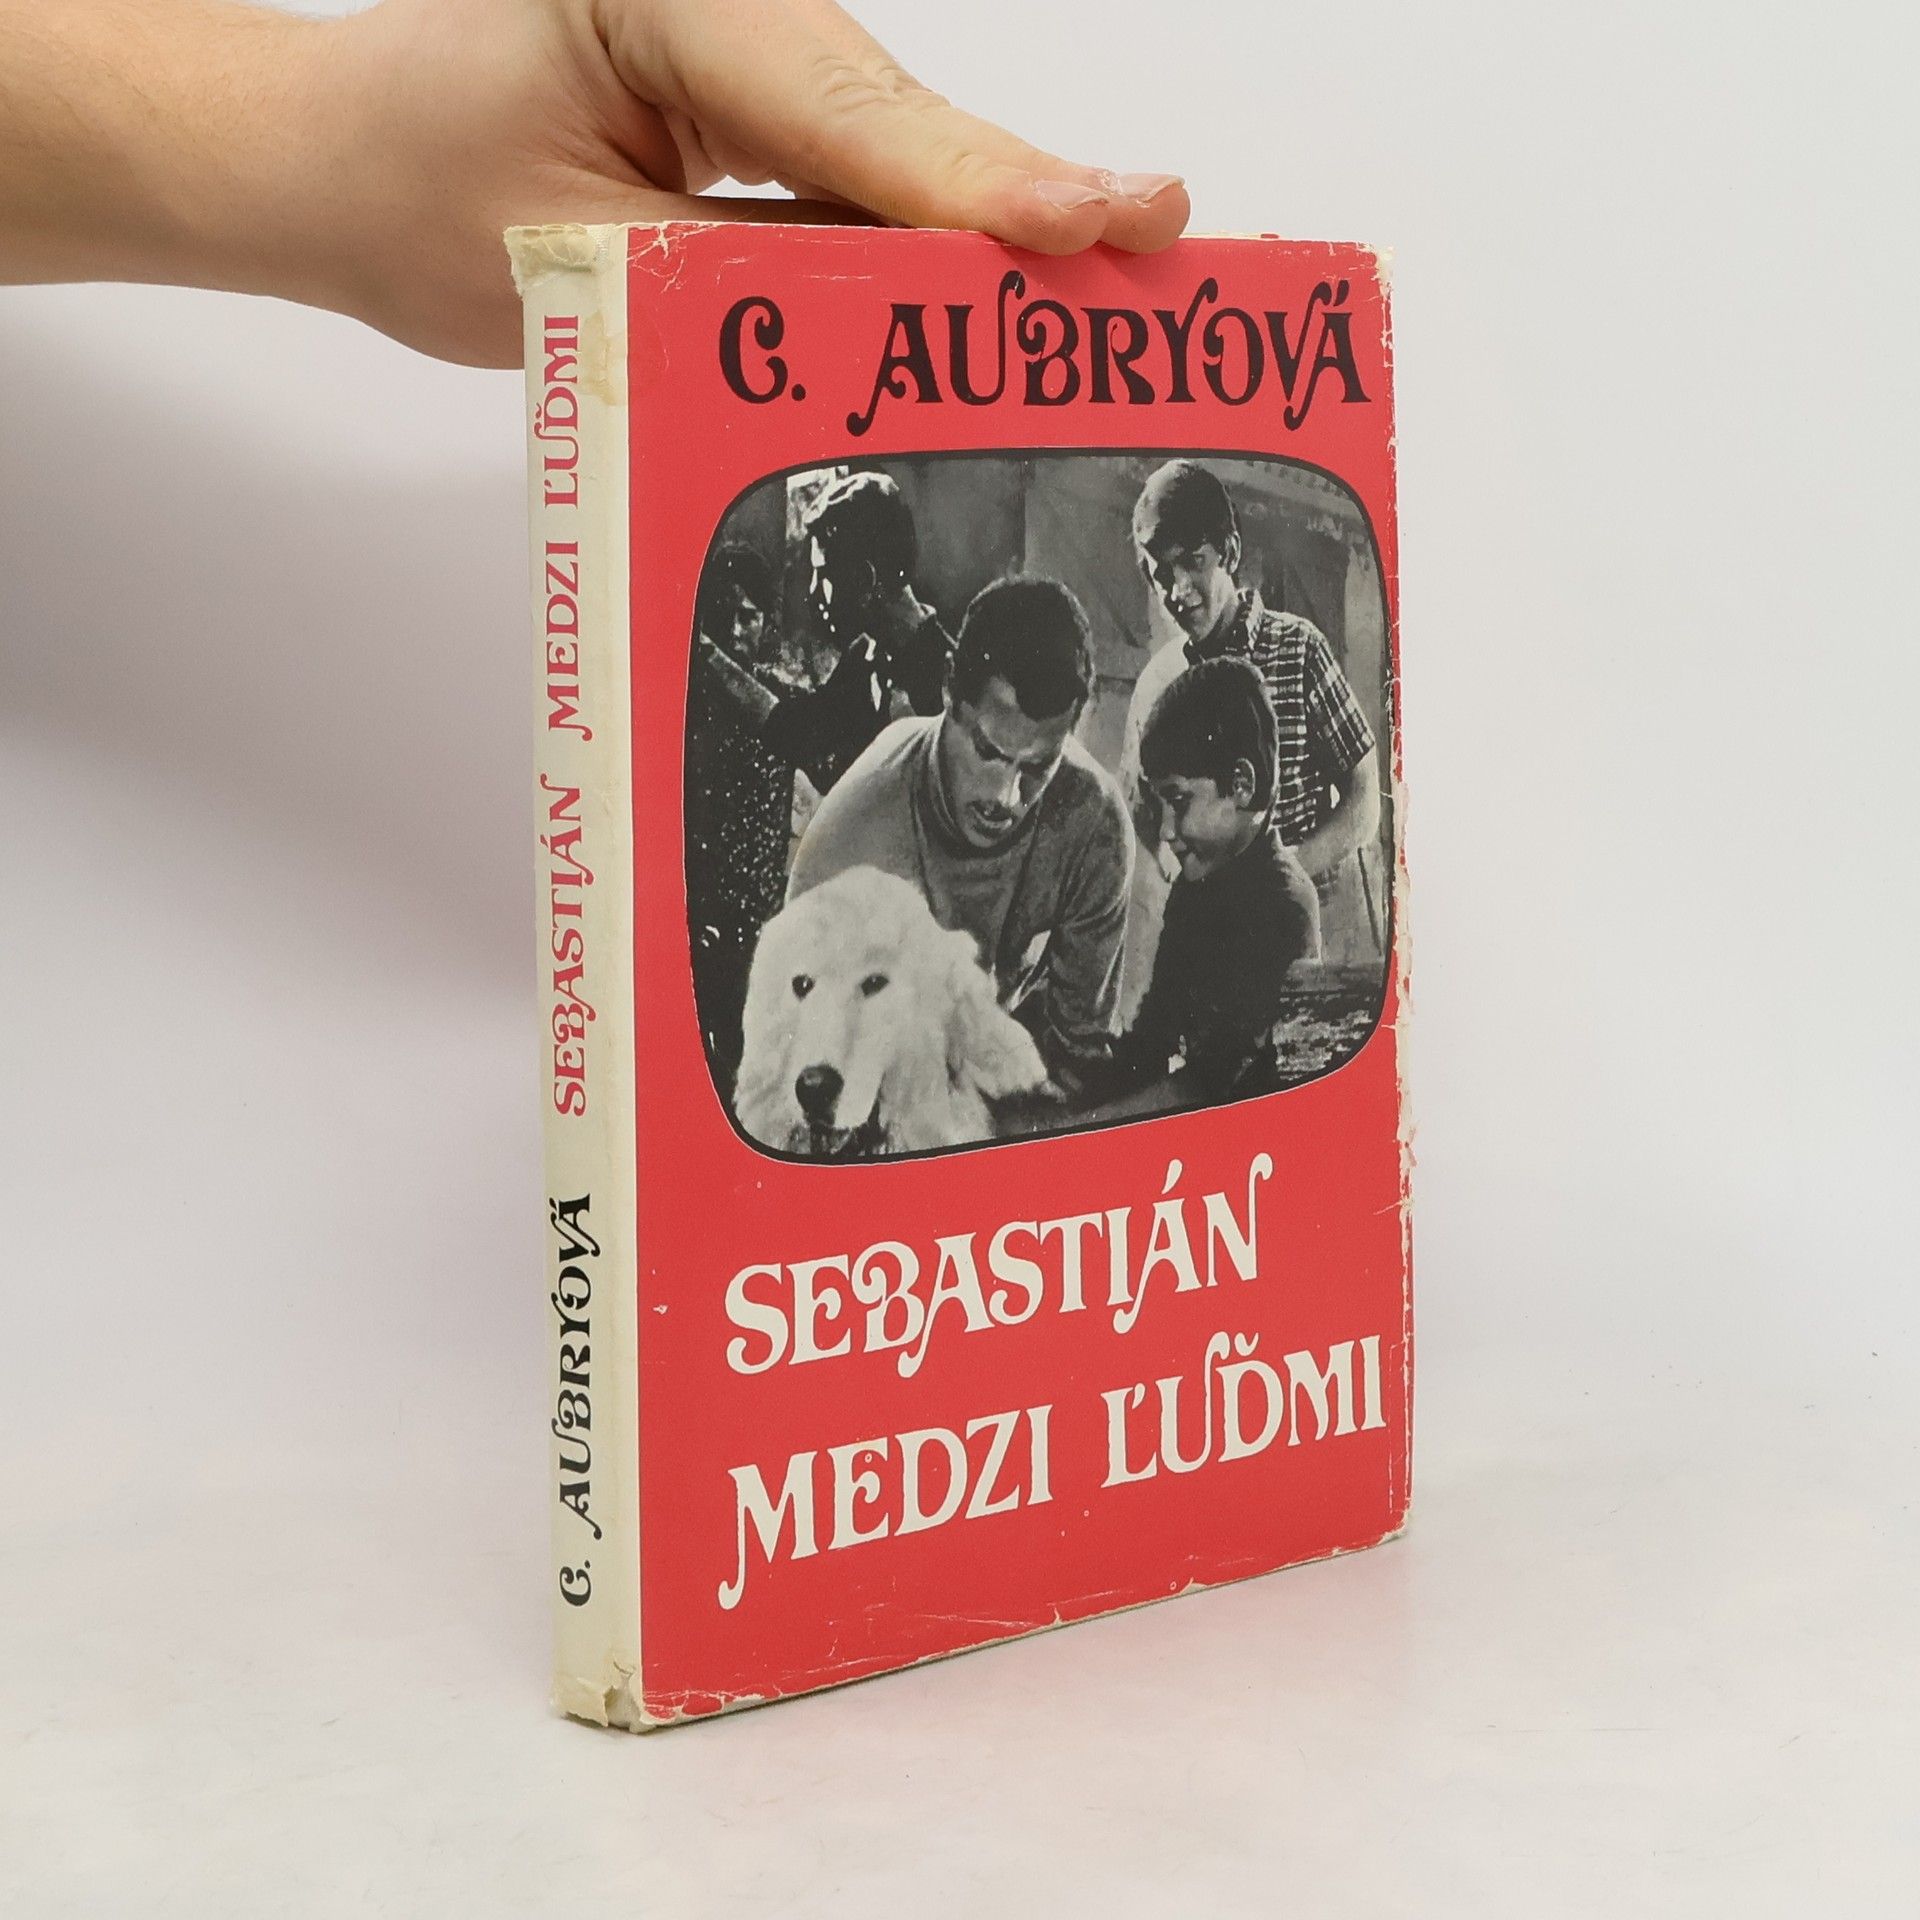 C. AUBRYOVÁ
SEBASTIÁN
MEDZI ĽUĎMI
C. AUBRYOVÁ SEBASTIÁN MEDZI ĽUĎMI